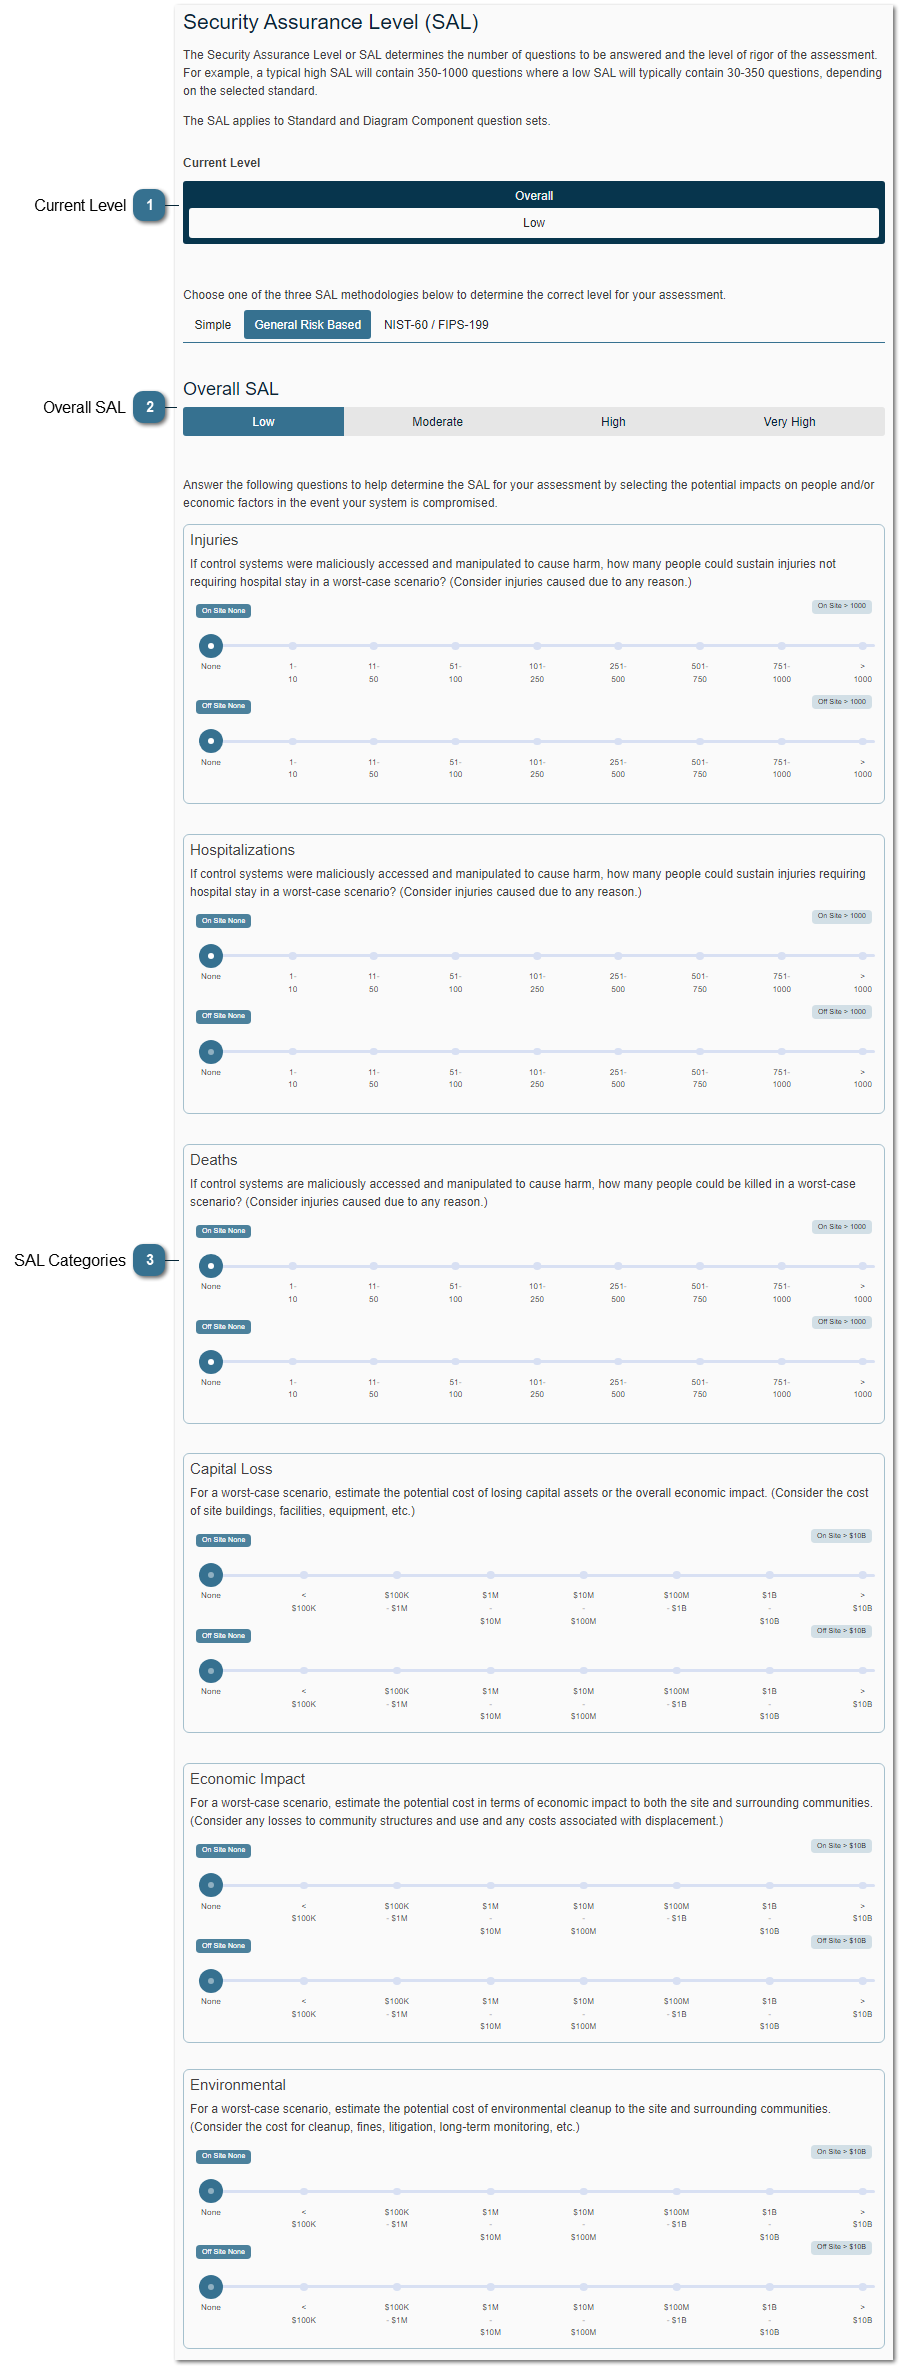 Security Assurance Level (SAL)
The Security Assurance Level or SAL determines the number of questions to be answered and the level of rigor of the assessment.
For example, a typical high SAL will contain 350-1000 questions where a low SAL will typically contain 30-350 questions, depending
on the selected standard.
The SAL applies to Standard and Diagram Component question sets.
Current Level
Current Level 1
Overall
Low
Choose one of the three SAL methodologies below to determine the correct level for your assessment.
Simple General Risk Based NIST-60 / FIPS-199
Overall SAL
Overall SAL 2
Low Moderate High Very High
Answer the following questions to help determine the SAL for your assessment by selecting the potential impacts on people and/or
economic factors in the event your system is compromised.
Injuries
If control systems were maliciously accessed and manipulated to cause harm, how many people could sustain injuries not
requiring hospital stay in a worst-case scenario? (Consider injuries caused due to any reason.)
On Site None On Site > 1000
None 1- 11- 51- 101- 251- 501- 751- >
10 50 100 250 500 750 1000 1000
Off Site None Off Site > 1000
None 1- 11- 51- 101- 251- 501- 751- >
10 50 100 250 500 750 1000 1000
Hospitalizations
If control systems were maliciously accessed and manipulated to cause harm, how many people could sustain injuries requiring
hospital stay in a worst-case scenario? (Consider injuries caused due to any reason.)
On Site None On Site > 1000
None 1- 11- 51- 101- 251- 501- 751- >
10 50 100 250 500 750 1000 1000
Off Site None Off Site > 1000
None 1- 11- 51- 101- 251- 501- 751- >
10 50 100 250 500 750 1000 1000
Deaths
If control systems are maliciously accessed and manipulated to cause harm, how many people could be killed in a worst-case
scenario? (Consider injuries caused due to any reason.)
On Site None On Site > 1000
SAL Categories 3
None 1- 11- 51- 101- 251- 501- 751- >
10 50 100 250 500 750 1000 1000
Off Site None Off Site > 1000
None 1- 11- 51- 101- 251- 501- 751- >
10 50 100 250 500 750 1000 1000
Capital Loss
For a worst-case scenario, estimate the potential cost of losing capital assets or the overall economic impact. (Consider the cost
of site buildings, facilities, equipment, etc.)
On Site None On Site > $10B
None < $100K $1M $10M $100M $1B >
$100K - $1M - - - $1B - $10B
$10M $100M $10B
Off Site None Off Site > $10B
None < $100K $1M $10M $100M $1B >
$100K - $1M - - - $1B - $10B
$10M $100M $10B
Economic Impact
For a worst-case scenario, estimate the potential cost in terms of economic impact to both the site and surrounding communities.
(Consider any losses to community structures and use and any costs associated with displacement.)
On Site None On Site > $10B
None < $100K $1M $10M $100M $1B >
$100K - $1M - - - $1B - $10B
$10M $100M $10B
Off Site None Off Site > $10B
None < $100K $1M $10M $100M $1B >
$100K - $1M - - - $1B - $10B
$10M $100M $10B
Environmental
For a worst-case scenario, estimate the potential cost of environmental cleanup to the site and surrounding communities.
(Consider the cost for cleanup, fines, litigation, long-term monitoring, etc.)
On Site None On Site > $10B
None < $100K $1M $10M $100M $1B >
$100K - $1M - - - $1B - $10B
$10M $100M $10B
Off Site None Off Site > $10B
None < $100K $1M $10M $100M $1B >
$100K - $1M - - - $1B - $10B
$10M $100M $10B